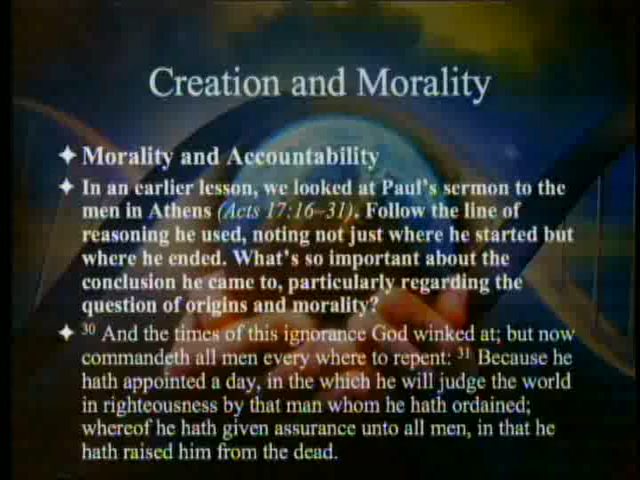 Creation and Morality
✦ Morality and Accountability
✦ In an earlier lesson, we looked at Paul's sermon to the
men in Athens (Acts 17:16–31). Follow the line of
reasoning he used, noting not just where he started but
where he ended. What's so important about the
conclusion he came to, particularly regarding the
question of origins and morality?
✦ 30 And the times of this ignorance God winked at; but now
commandeth all men every where to repent: 31 Because he
hath appointed a day, in the which he will judge the world
in righteousness by that man whom he hath ordained;
whereof he hath given assurance unto all men, in that he
hath raised him from the dead.